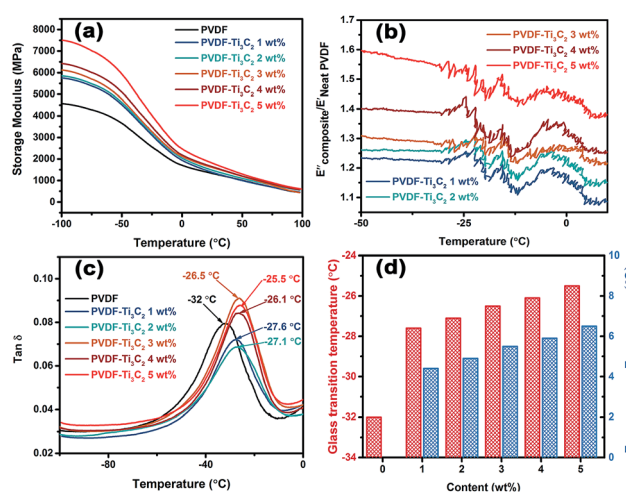 (a)
PVDF
PVDF-Ti3C2 1 wt%
PVDF-Ti3C2 2 wt%
PVDF-Ti3C2 3 wt%
PVDF-Ti3C2 4 wt%
PVDF-Ti3C2 5 wt%
Storage Modulus (MPa)
8000
7000
6000
5000
4000
3000
2000
1000
0
-100
-50
0
50
100
Temperature (°C)
(b)
PVDF-Ti3C2 3 wt%
PVDF-Ti3C2 4 wt%
PVDF-Ti3C2 5 wt%
E″ composite/E′ Neat PVDF
1.7
1.6
1.5
1.4
1.3
1.2
1.1
PVDF-Ti3C2 1 wt%
PVDF-Ti3C2 2 wt%
-50
-25
0
Temperature (°C)
(c)
PVDF
PVDF-Ti3C2 1 wt%
PVDF-Ti3C2 2 wt%
PVDF-Ti3C2 3 wt%
PVDF-Ti3C2 4 wt%
PVDF-Ti3C2 5 wt%
-26.5 °C
-32 °C
-25.5 °C
-26.1 °C
-27.6 °C
-27.1 °C
Tan δ
0.10
0.08
0.06
0.04
0.02
-80
-40
0
Temperature (°C)
(d)
Glass transition temperature (°C)
-24
-26
-28
-30
-32
-34
10
8
6
4
2
0
0
1
2
3
4
5
Content (wt%)